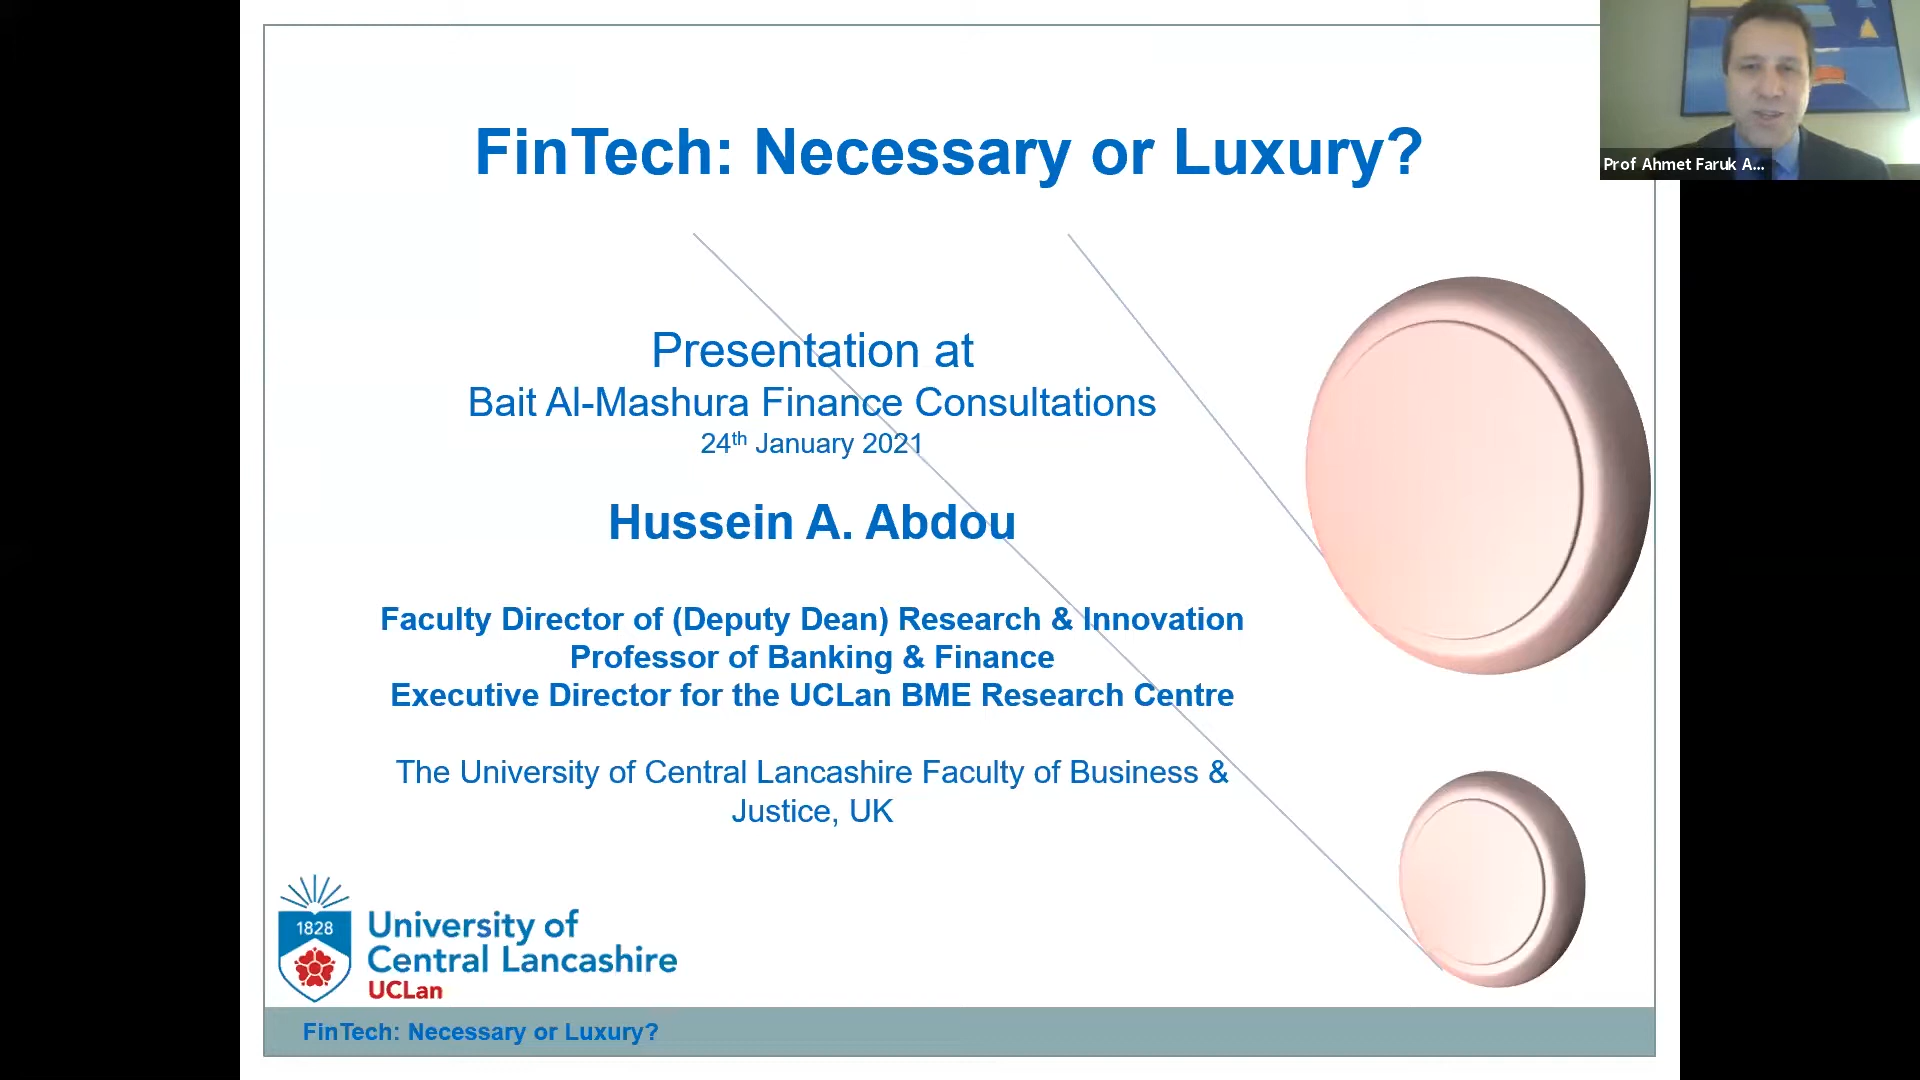 FinTech: Necessary or Luxury?
Prof Ahmet Faruk A...
Presentation at
Bait Al-Mashura Finance Consultations
24th January 2021
Hussein A. Abdou
Faculty Director of (Deputy Dean) Research & Innovation
Professor of Banking & Finance
Executive Director for the UCLan BME Research Centre
The University of Central Lancashire Faculty of Business &
Justice, UK
1828
University of
Central Lancashire
UCLan
FinTech: Necessary or Luxury?